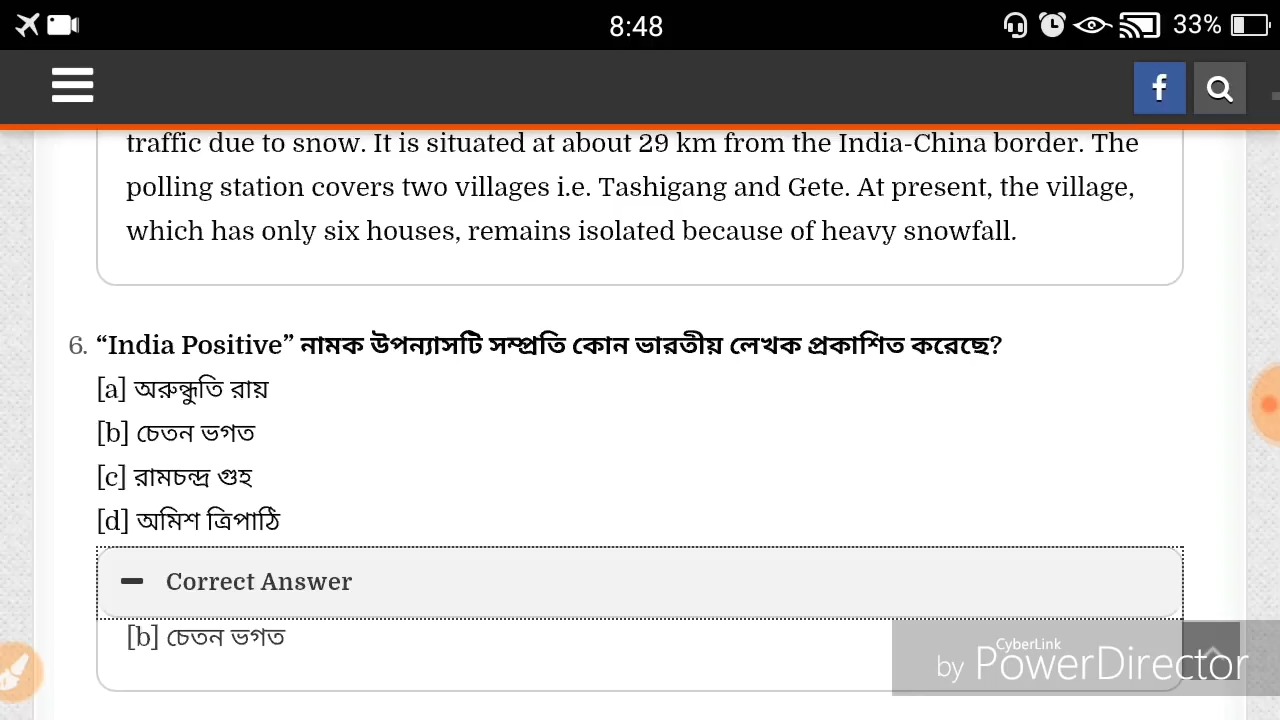 8:48
33%
f
traffic due to snow. It is situated at about 29 km from the India-China border. The
polling station covers two villages i.e. Tashigang and Gete. At present, the village,
which has only six houses, remains isolated because of heavy snowfall.
6. “India Positive” নামক উপন্যাসটি সম্প্রতি কোন ভারতীয় লেখক প্রকাশিত করেছে?
[a] অরুন্ধুতি রায়
[b] চেতন ভগত
[c] রামচন্দ্র গুহ
[d] অমিশ ত্রিপাঠি
Correct Answer
[b] চেতন ভগত
CyberLink
by PowerDirector